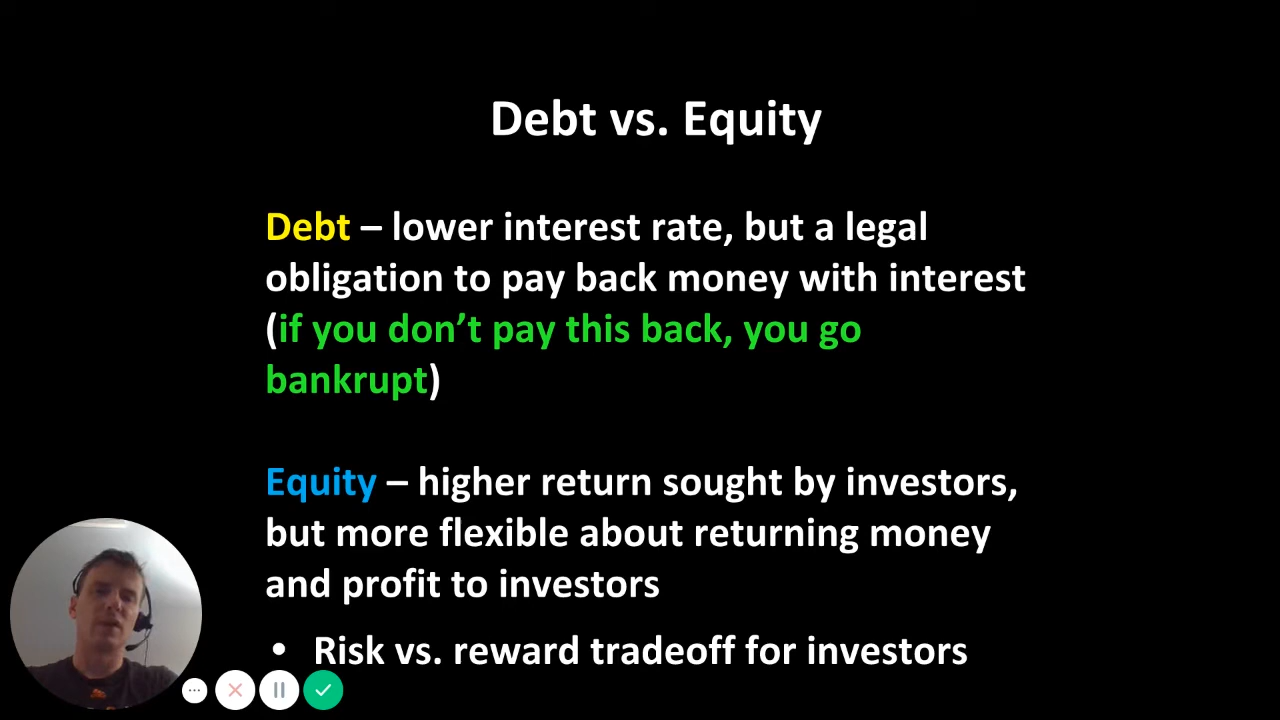 Debt vs. Equity
Debt – lower interest rate, but a legal
obligation to pay back money with interest
(if you don’t pay this back, you go
bankrupt)
Equity – higher return sought by investors,
but more flexible about returning money
and profit to investors
• Risk vs. reward tradeoff for investors